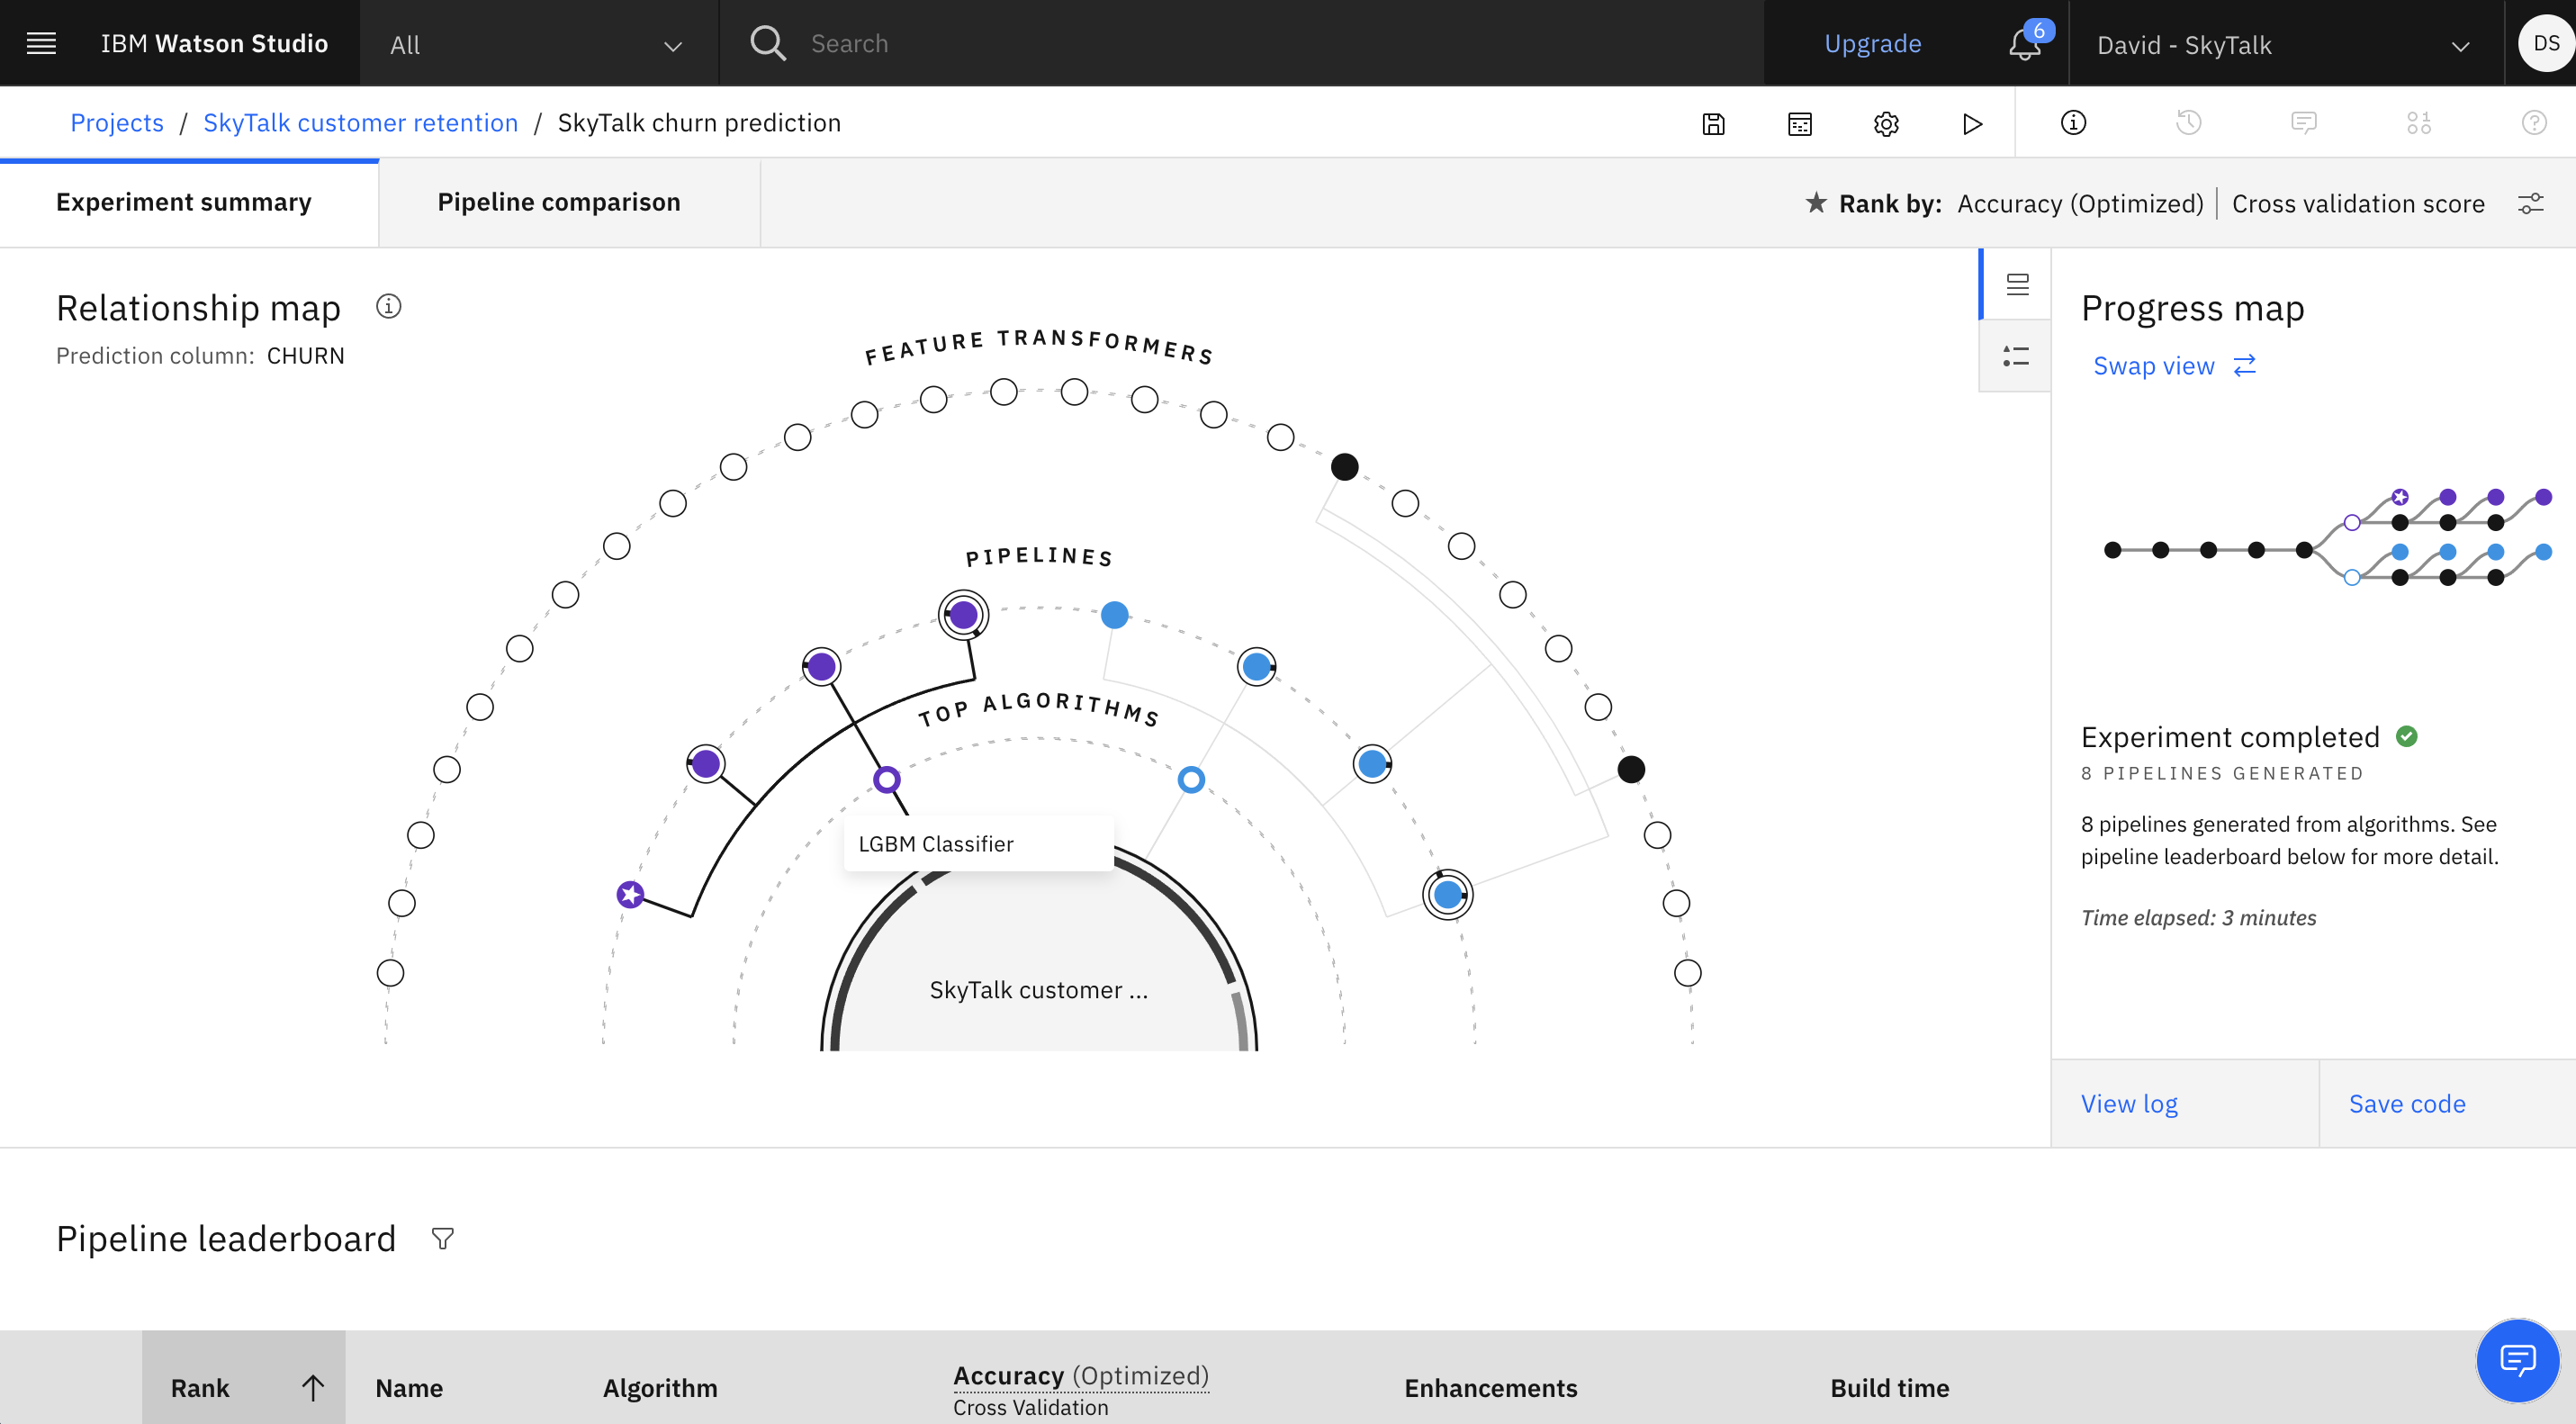 IBM Watson Studio
All
Search
Upgrade
6
David - SkyTalk
DS
Projects / SkyTalk customer retention / SkyTalk churn prediction
Experiment summary
Pipeline comparison
Rank by: Accuracy (Optimized) | Cross validation score
Relationship map
Prediction column: CHURN
FEATURE TRANSFORMERS
PIPELINES
TOP ALGORITHMS
LGBM Classifier
SkyTalk customer ...
Progress map
Swap view
Experiment completed
8 PIPELINES GENERATED
8 pipelines generated from algorithms. See
pipeline leaderboard below for more detail.
Time elapsed: 3 minutes
View log
Save code
Pipeline leaderboard
Rank
Name
Algorithm
Accuracy (Optimized)
Cross Validation
Enhancements
Build time